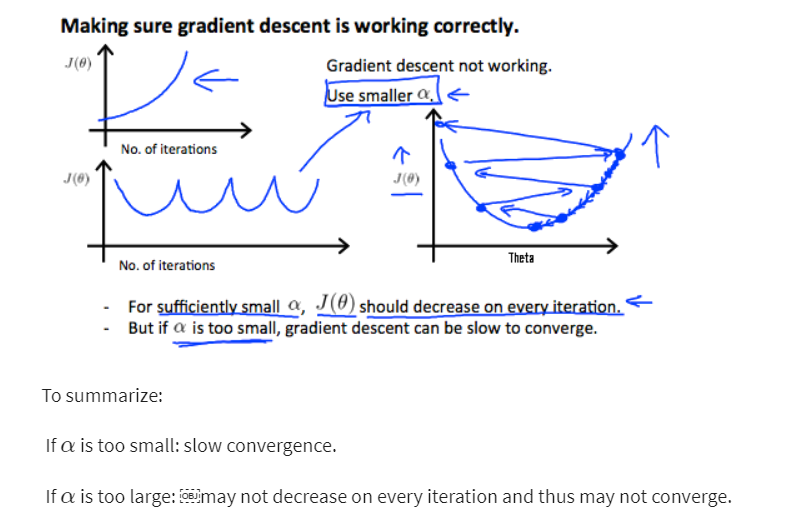 Making sure gradient descent is working correctly.
J(θ)
Gradient descent not working.
Use smaller α.
No. of iterations
J(θ)
J(θ)
No. of iterations
Theta
- For sufficiently small α, J(θ) should decrease on every iteration.
- But if α is too small, gradient descent can be slow to converge.
To summarize:
If α is too small: slow convergence.
If α is too large: ￼may not decrease on every iteration and thus may not converge.